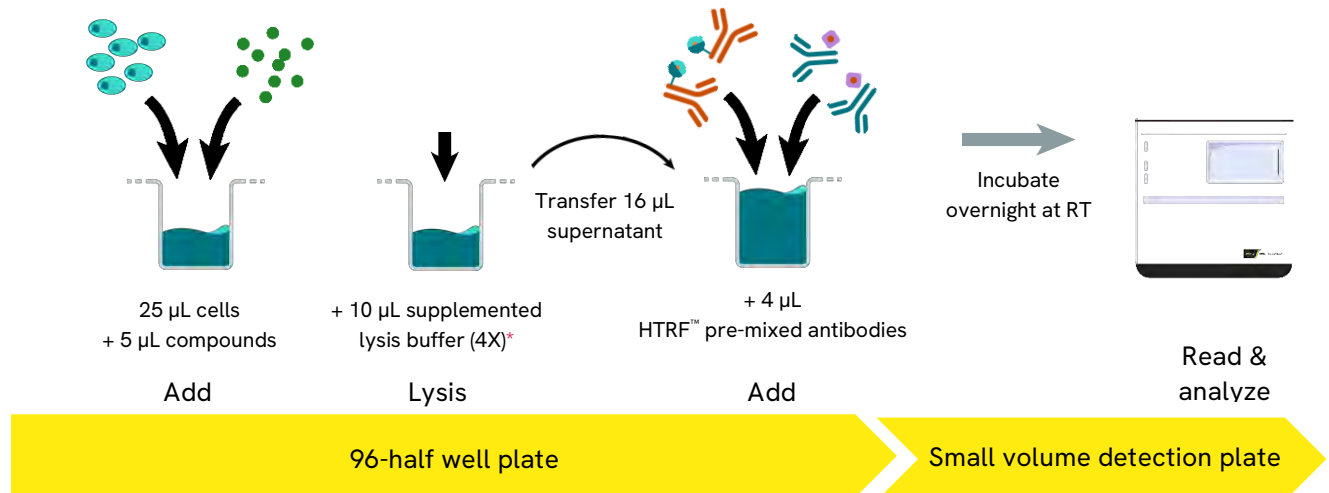 25 µL cells
+ 5 µL compounds
Add
+ 10 µL supplemented
lysis buffer (4X)*
Lysis
Transfer 16 µL
supernatant
+ 4 µL
HTRF™ pre-mixed antibodies
Add
Incubate
overnight at RT
Read &
analyze
96-half well plate
Small volume detection plate